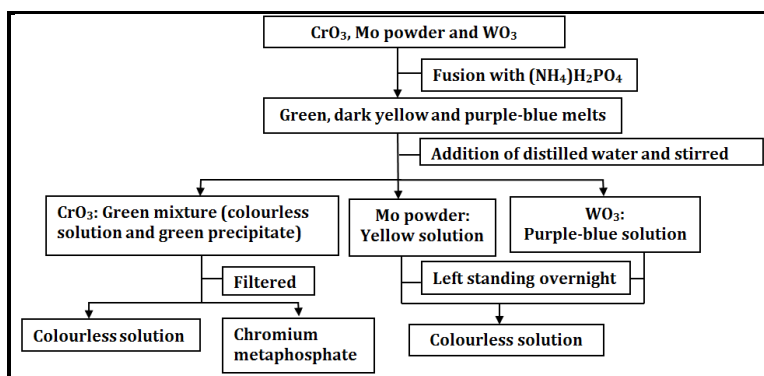 CrO₃, Mo powder and WO₃
Fusion with (NH₄)H₂PO₄
Green, dark yellow and purple-blue melts
Addition of distilled water and stirred
CrO₃: Green mixture (colourless
solution and green precipitate)
Mo powder:
Yellow solution
WO₃:
Purple-blue solution
Filtered
Left standing overnight
Colourless solution
Chromium
metaphosphate
Colourless solution